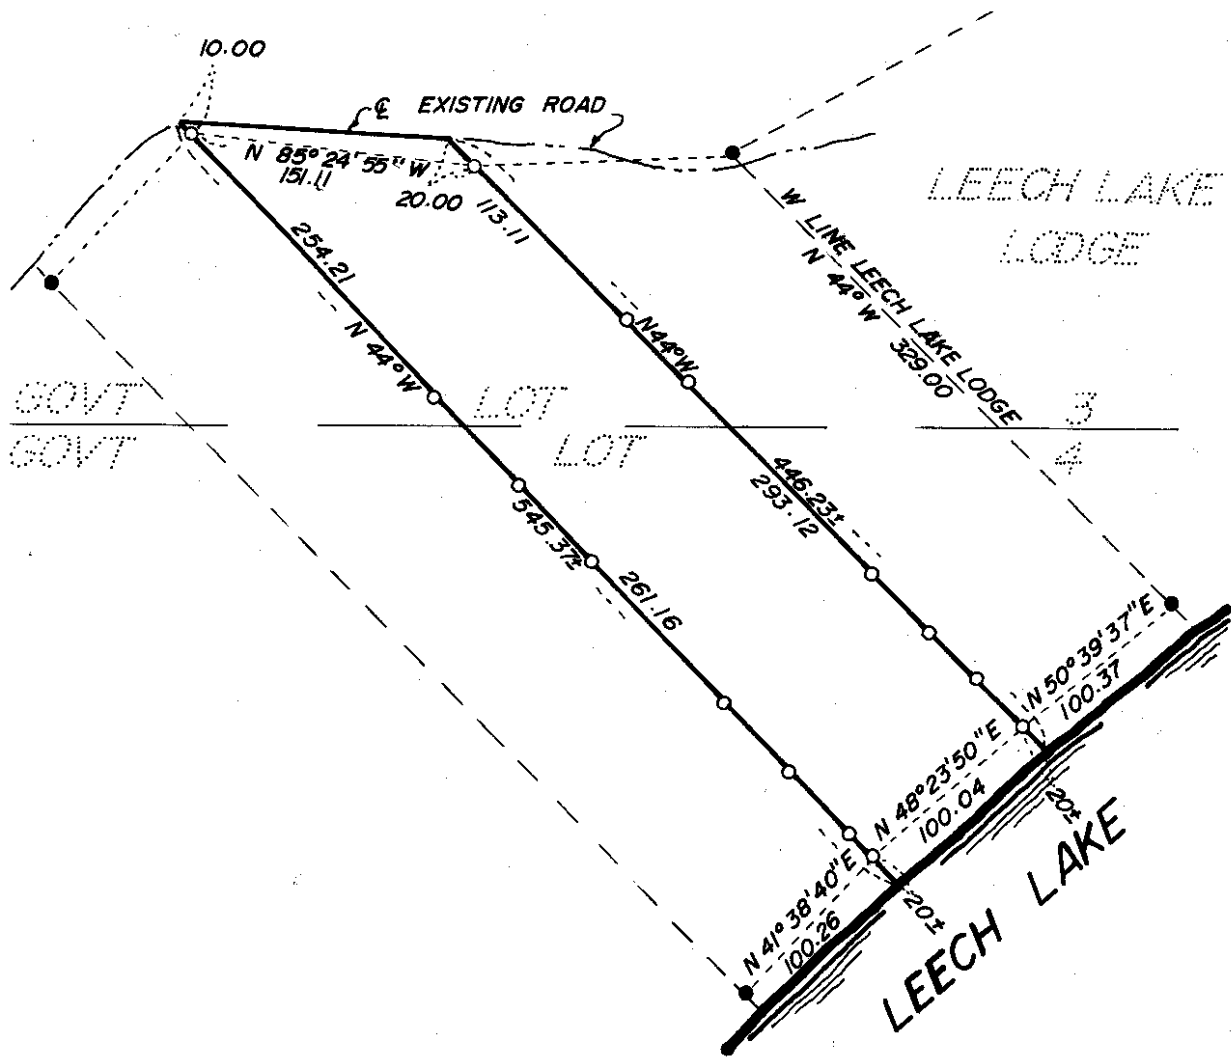 10.00
℄ EXISTING ROAD
N 85° 24' 55" W
151.11
20.00
113.11
LEECH LAKE
LODGE
W LINE LEECH LAKE LODGE
N 44° W 329.00
254.21
N 44° W
N44°W
GOVT LOT 3
GOVT LOT 4
446.23±
293.12
545.37±
261.16
N 50° 39' 37" E
100.37
N 48° 23' 50" E
100.04
20±
N 41° 38' 40" E
100.26
20±
LEECH LAKE